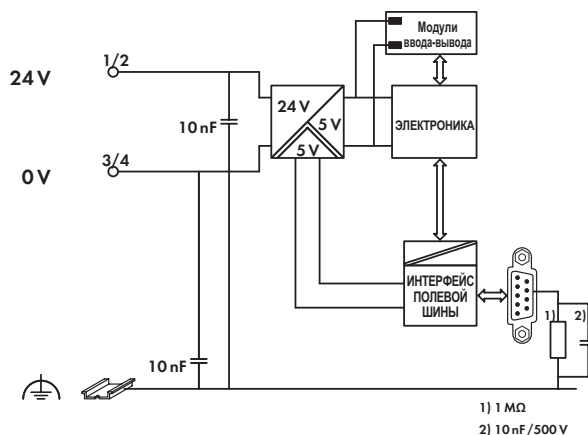 Модули
ввода-вывода
1/2
24 V
24 V
5 V
5 V
10 nF
ЭЛЕКТРОНИКА
3/4
0 V
ИНТЕРФЕЙС
ПОЛЕВОЙ
ШИНЫ
1)
2)
10 nF
1) 1 MΩ
2) 10 nF/500 V